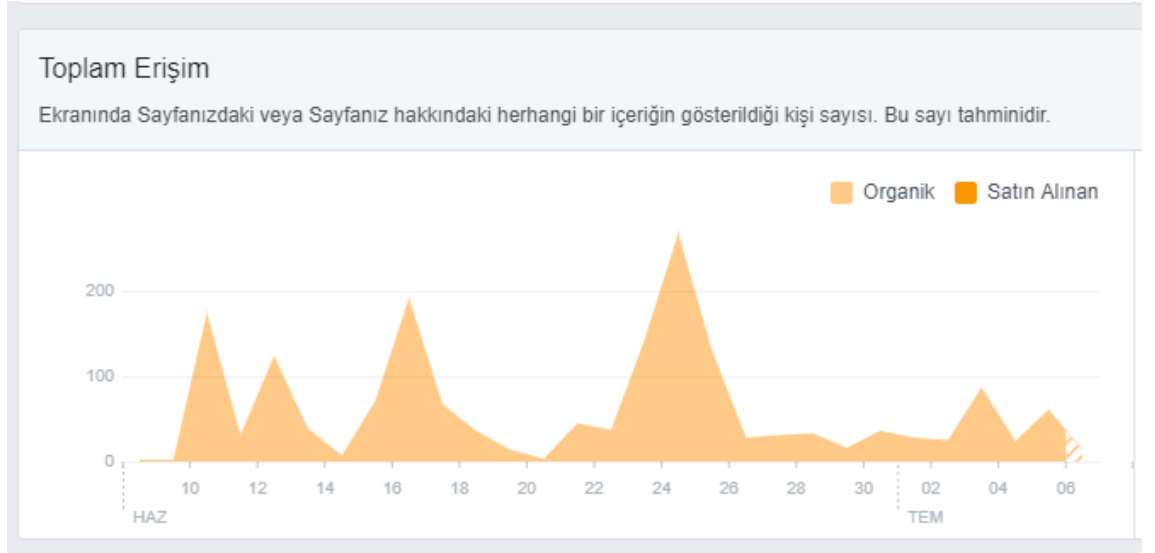 Toplam Erişim
Ekranında Sayfanızdaki veya Sayfanız hakkındaki herhangi bir içeriğin gösterildiği kişi sayısı. Bu sayı tahminidir.
Organik Satın Alınan
200
100
0
10 12 14 16 18 20 22 24 26 28 30 02 04 06
HAZ TEM